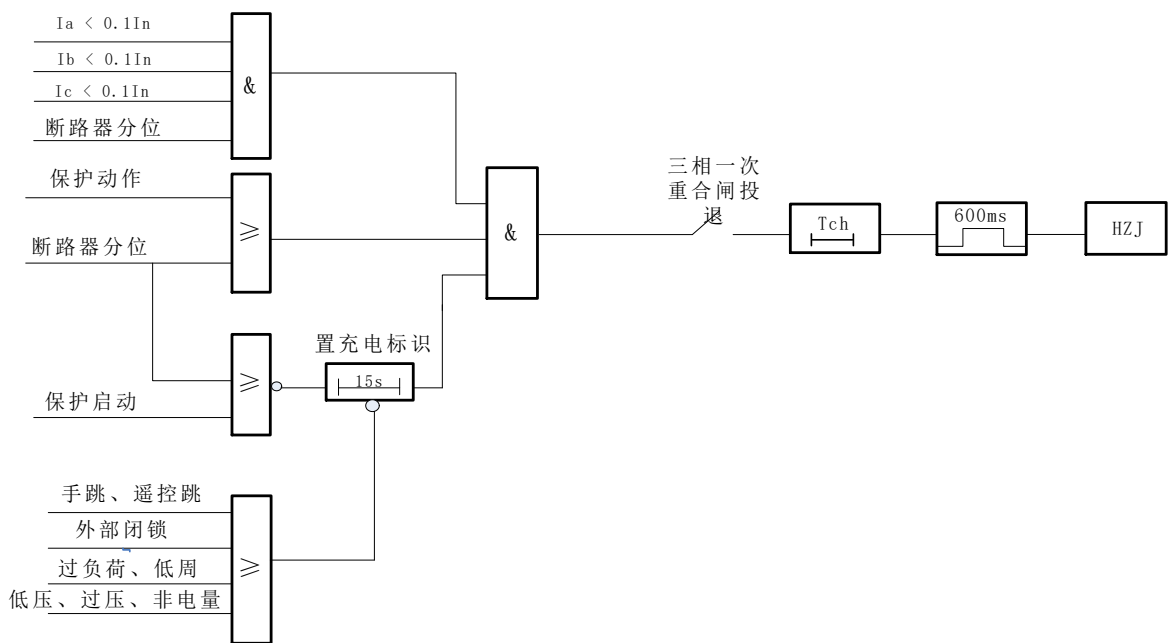 Ia < 0.1In
Ib < 0.1In
Ic < 0.1In
断路器分位
&
保护动作
断路器分位
≥
&
三相一次
重合闸投
退
Tch
600ms
HZJ
置充电标识
15s
≥
保护启动
手跳、遥控跳
外部闭锁
过负荷、低周
低压、过压、非电量
≥